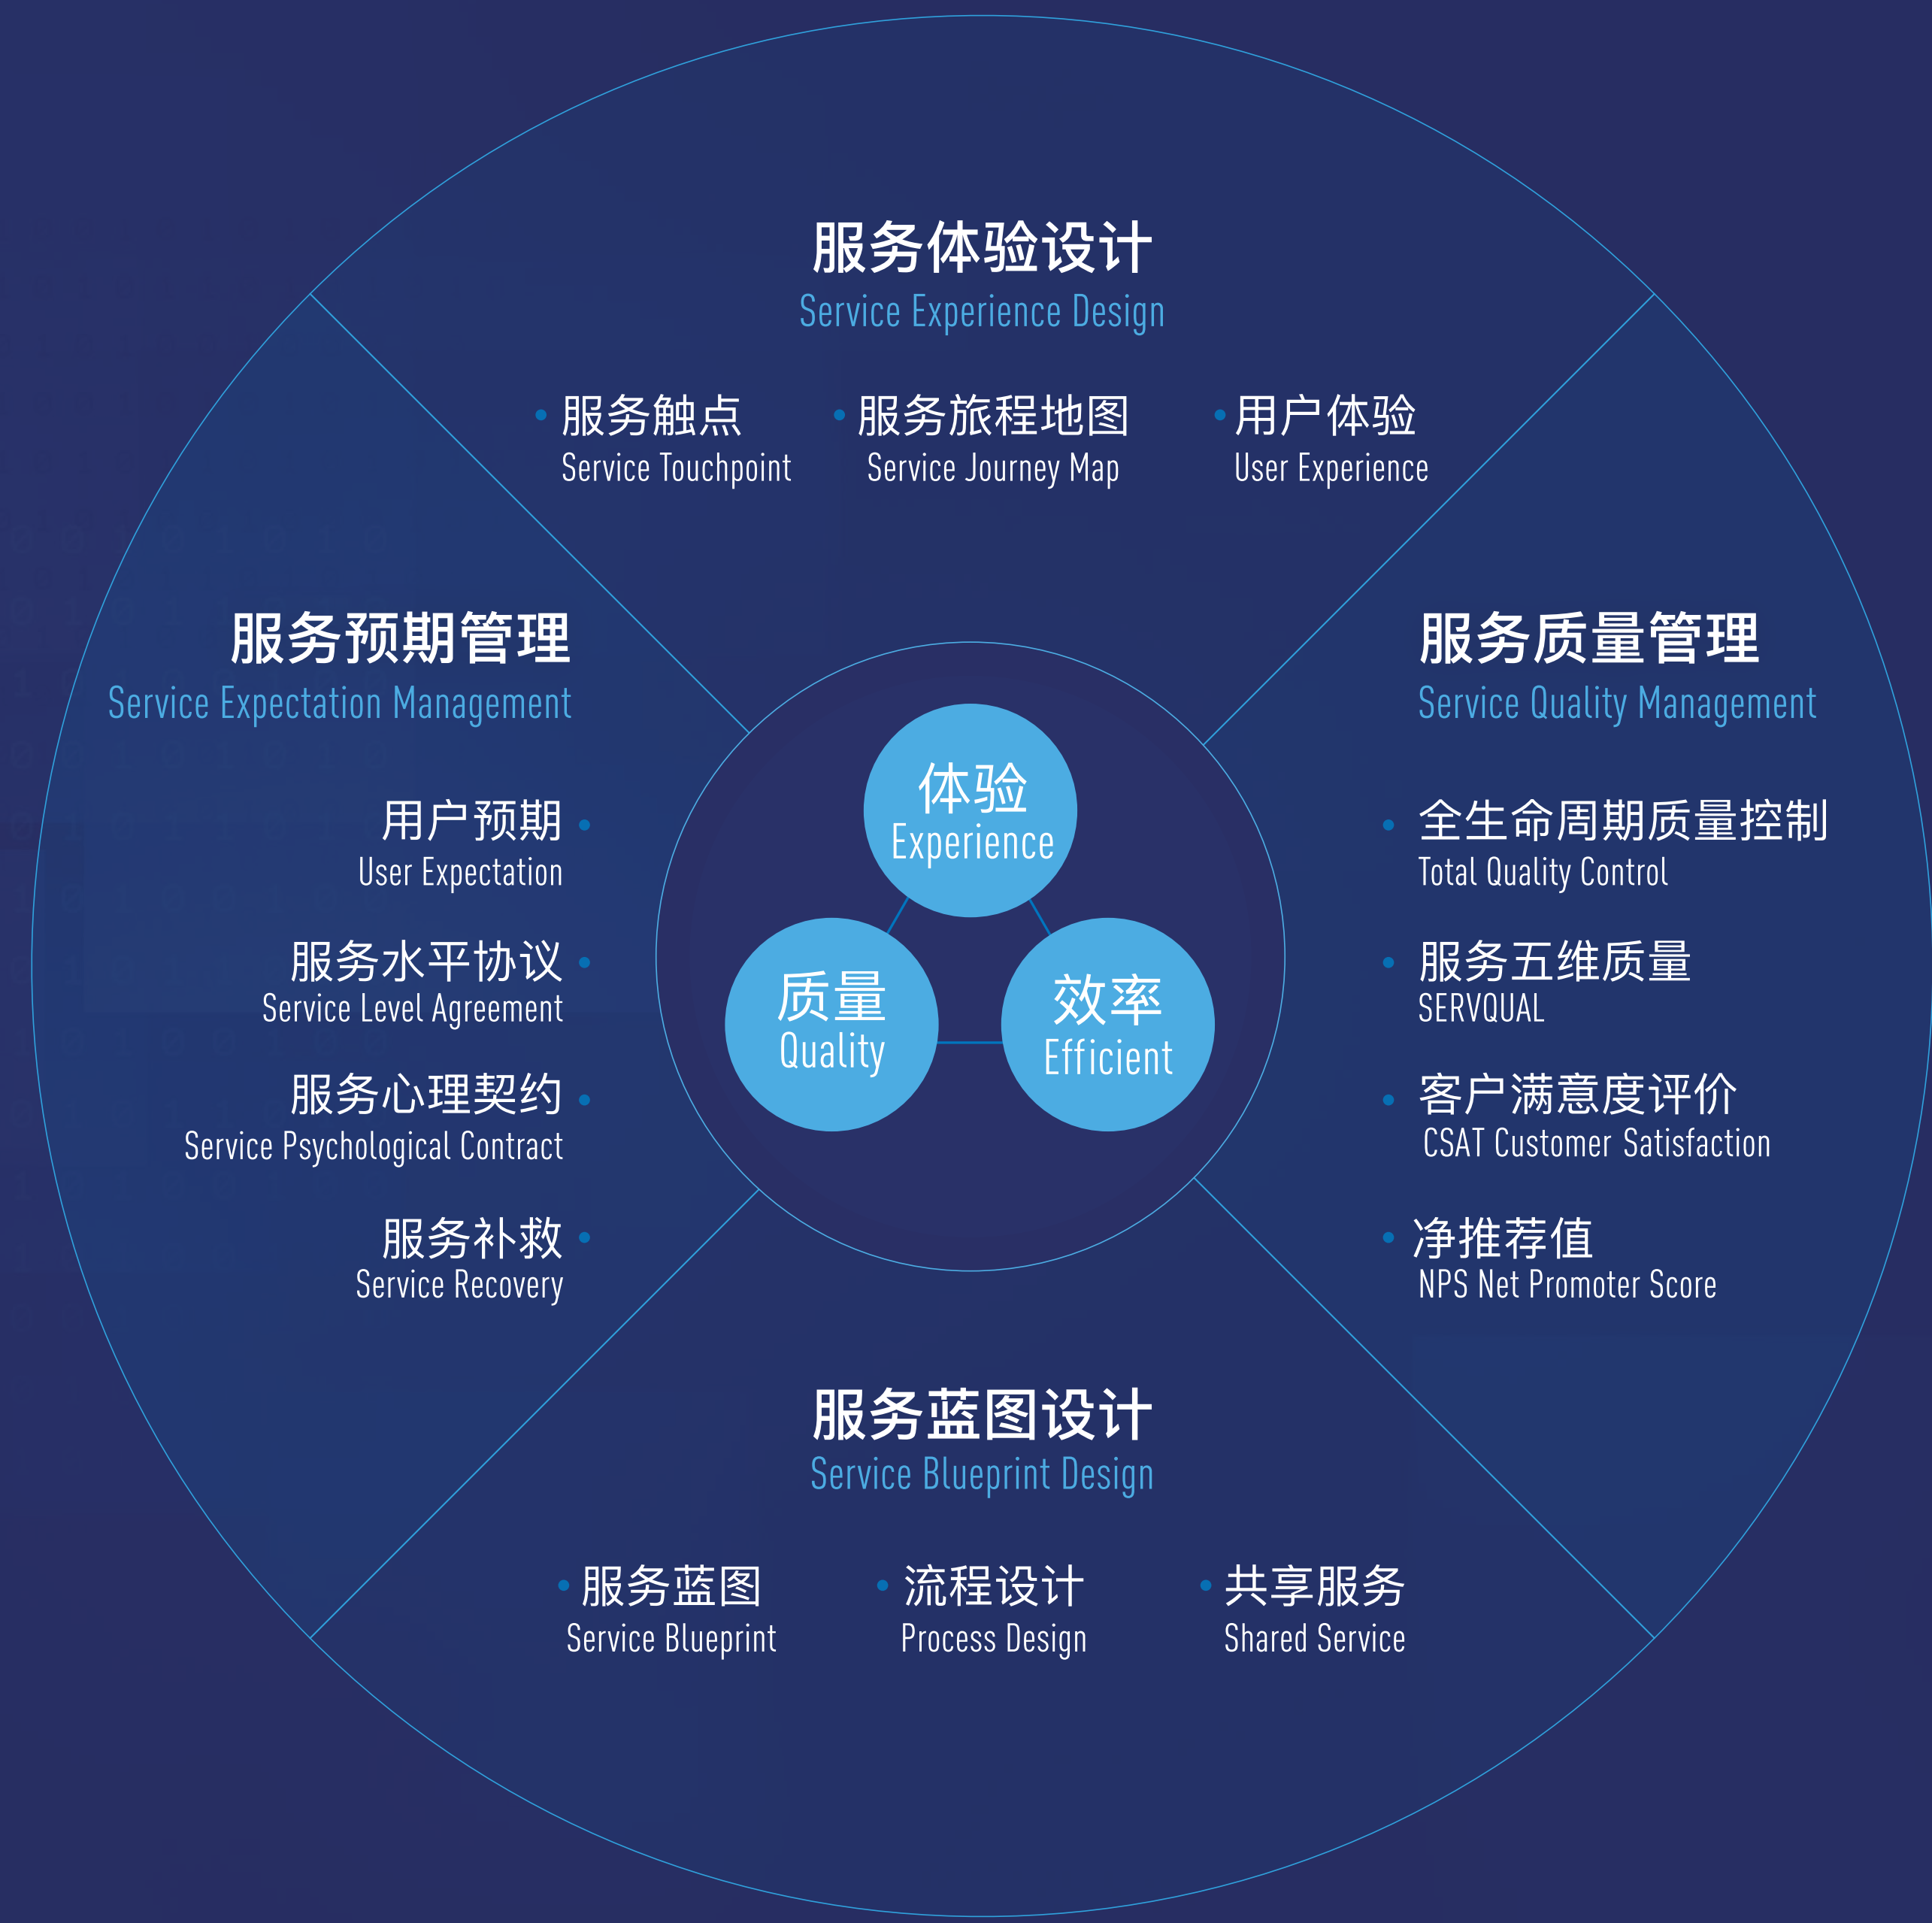 服务体验设计
Service Experience Design
服务触点
Service Touchpoint
服务旅程地图
Service Journey Map
用户体验
User Experience
服务预期管理
Service Expectation Management
用户预期
User Expectation
服务水平协议
Service Level Agreement
服务心理契约
Service Psychological Contract
服务补救
Service Recovery
体验
Experience
质量
Quality
效率
Efficient
服务质量管理
Service Quality Management
全生命周期质量控制
Total Quality Control
服务五维质量
SERVQUAL
客户满意度评价
CSAT Customer Satisfaction
净推荐值
NPS Net Promoter Score
服务蓝图设计
Service Blueprint Design
服务蓝图
Service Blueprint
流程设计
Process Design
共享服务
Shared Service